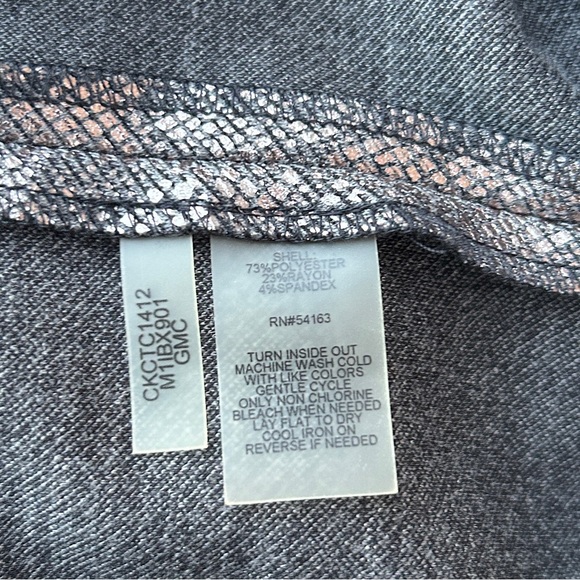 CKCTC1412
M1IBX901
GMC
SHELL:
73%POLYESTER
23%RAYON
4%SPANDEX
RN#54163
TURN INSIDE OUT
MACHINE WASH COLD
WITH LIKE COLORS
GENTLE CYCLE
ONLY NON CHLORINE
BLEACH WHEN NEEDED
LAY FLAT TO DRY
COOL IRON ON
REVERSE IF NEEDED